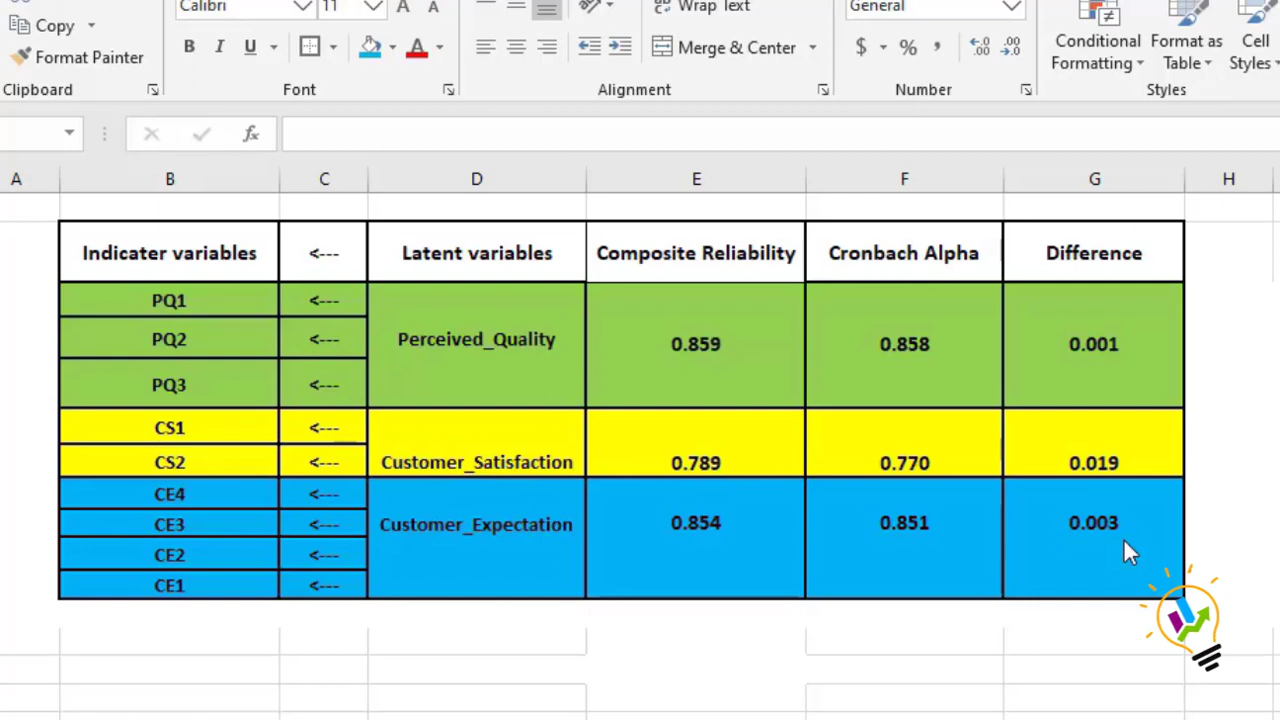 Calibri 11 A A Wrap Text General
Copy
Format Painter B I U A Merge & Center $ % , .00 .00 Conditional Formatting Format as Table Cell Styles
Clipboard Font Alignment Number Styles
fx
A B C D E F G H
Indicater variables <--- Latent variables Composite Reliability Cronbach Alpha Difference
PQ1 <---
PQ2 <--- Perceived_Quality 0.859 0.858 0.001
PQ3 <---
CS1 <---
CS2 <--- Customer_Satisfaction 0.789 0.770 0.019
CE4 <---
CE3 <--- Customer_Expectation 0.854 0.851 0.003
CE2 <---
CE1 <---